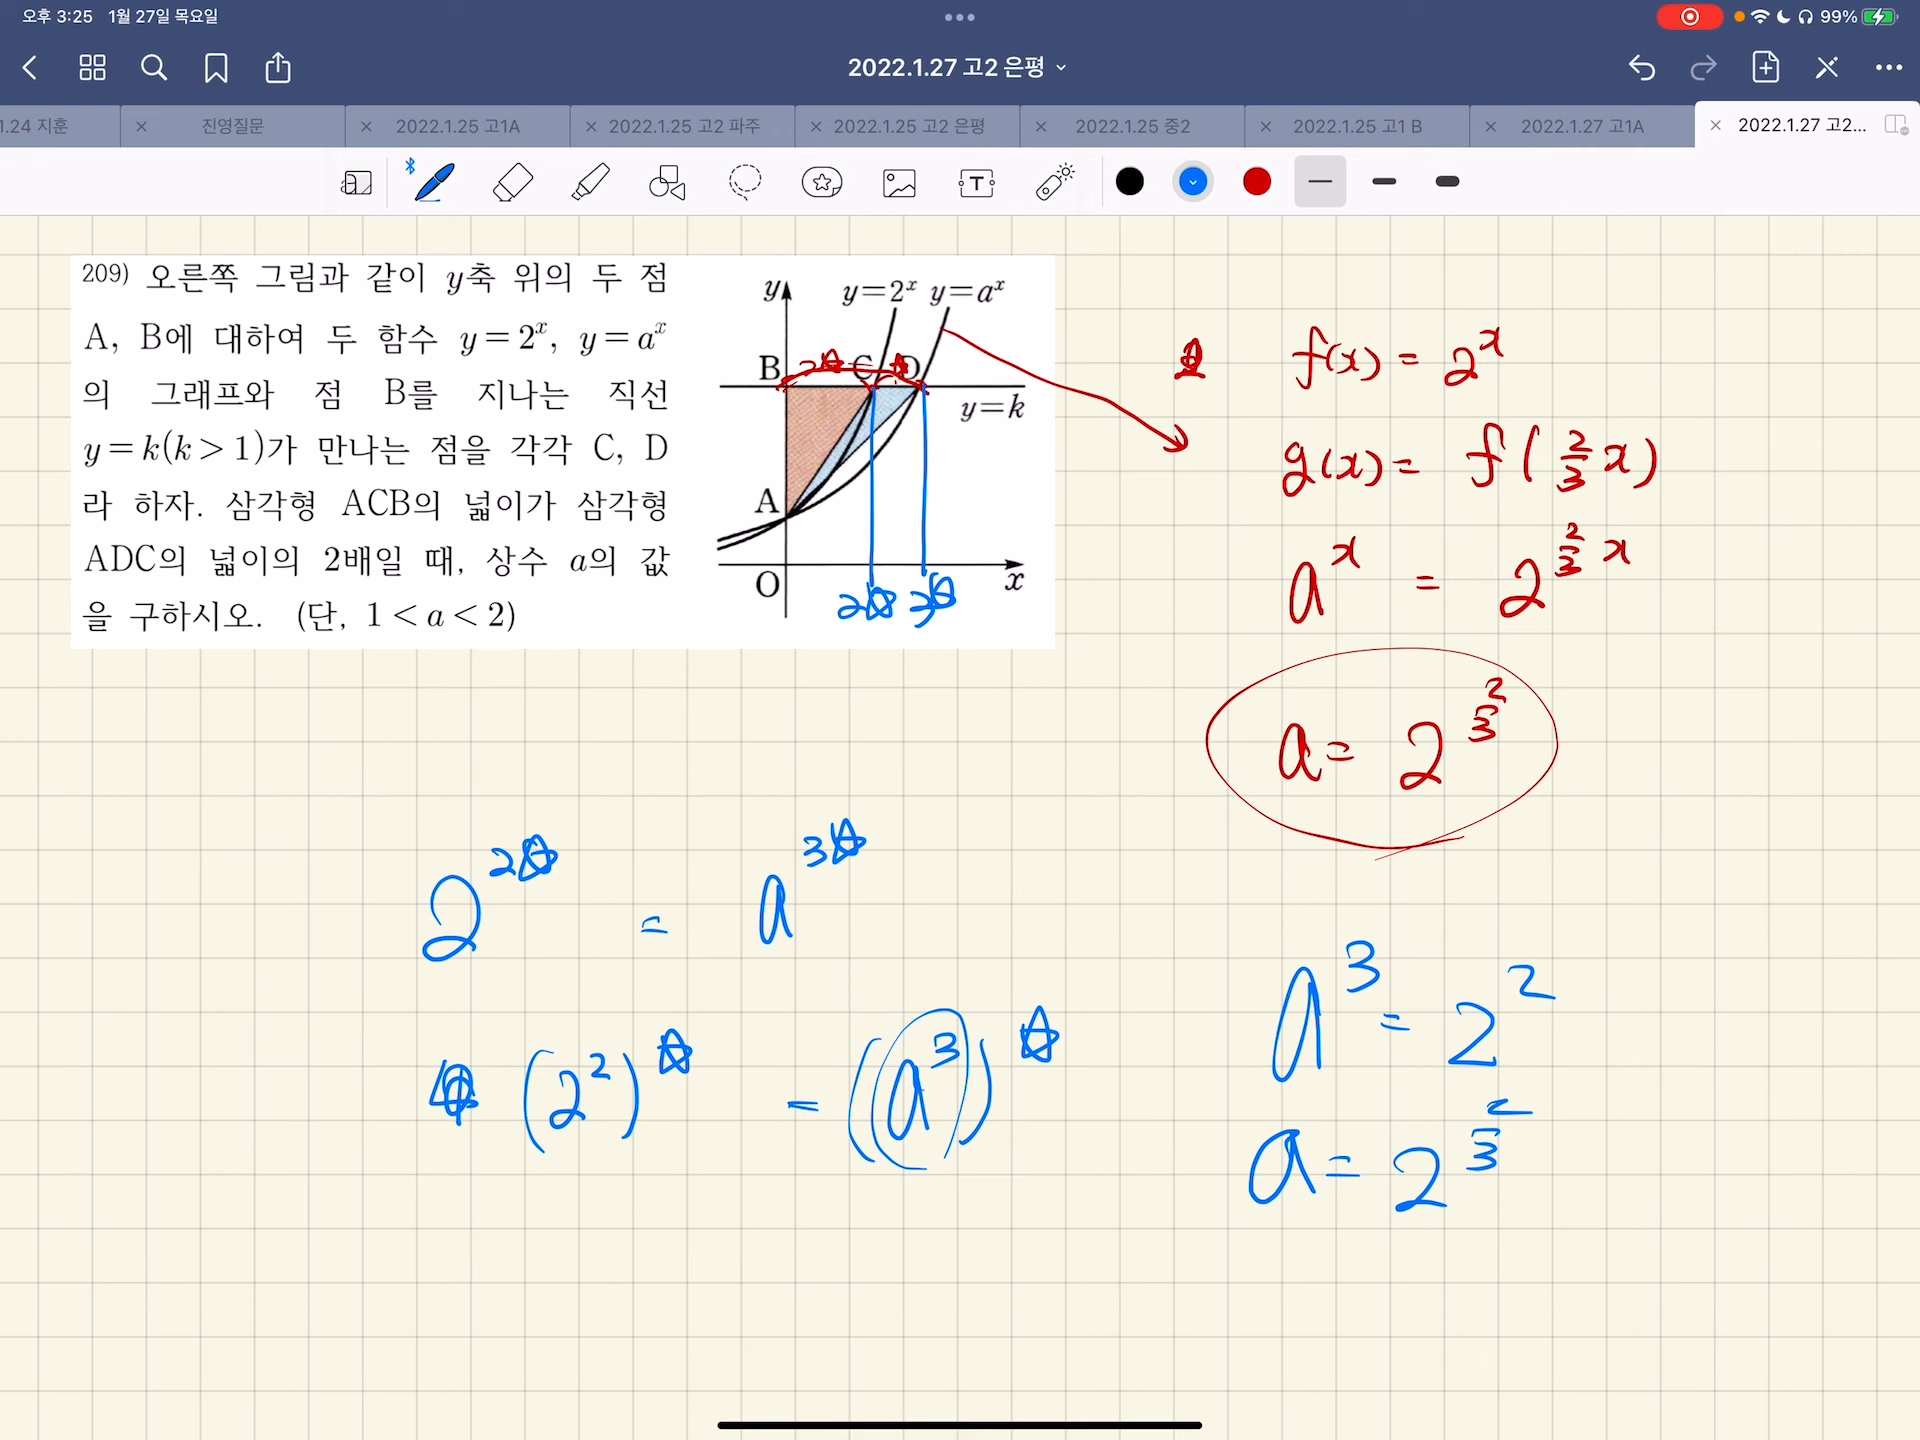 오후 3:25 1월 27일 목요일
99%
2022.1.27 고2 은평
1.24 지훈
진영질문
2022.1.25 고1A
2022.1.25 고2 파주
2022.1.25 고2 은평
2022.1.25 중2
2022.1.25 고1 B
2022.1.27 고1A
2022.1.27 고2...
209) 오른쪽 그림과 같이 y축 위의 두 점
A, B에 대하여 두 함수 y=2^x, y=a^x
의 그래프와 점 B를 지나는 직선
y=k(k>1)가 만나는 점을 각각 C, D
라 하자. 삼각형 ACB의 넓이가 삼각형
ADC의 넓이의 2배일 때, 상수 a의 값
을 구하시오. (단, 1<a<2)
y
y=2^x y=a^x
B
2☆
C
☆
D
y=k
A
O
x
2☆ 3☆
f(x) = 2^x
g(x) = f(2/3 x)
a^x = 2^(2/3 x)
a = 2^(2/3)
2^(2☆) = a^(3☆)
(2^2)^☆ = (a^3)^☆
a^3 = 2^2
a = 2^(2/3)